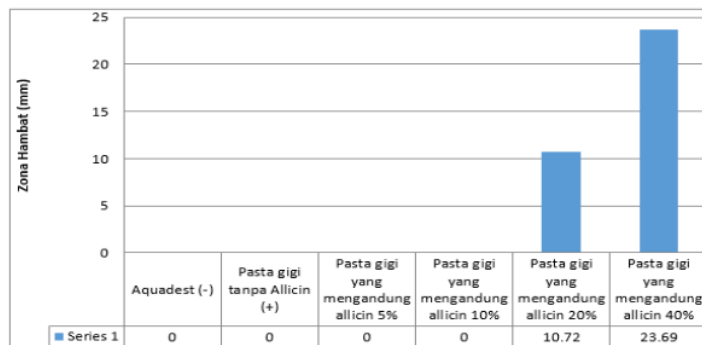 Zona Hambat (mm)
25
20
15
10
5
0
Aquadest (-)
Pasta gigi
tanpa Allicin
(+)
Pasta gigi
yang
mengandung
allicin 5%
Pasta gigi
yang
mengandung
allicin 10%
Pasta gigi
yang
mengandung
allicin 20%
Pasta gigi
yang
mengandung
allicin 40%
Series 1 0 0 0 0 10.72 23.69